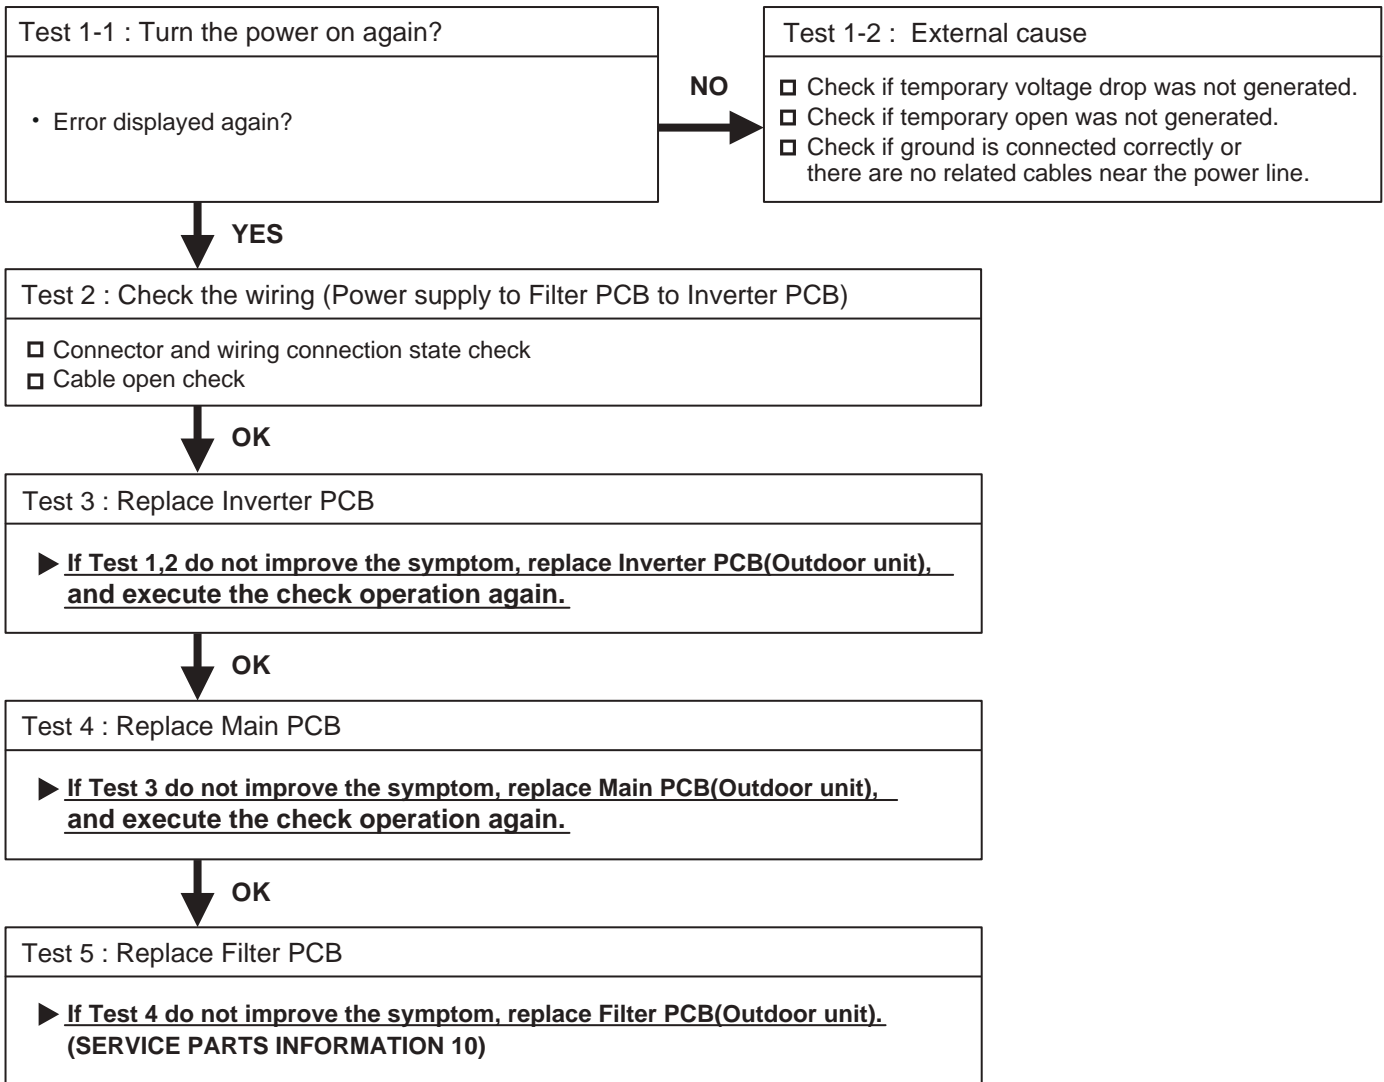 Test 1-1 : Turn the power on again?
・ Error displayed again?
NO
Test 1-2 : External cause
□ Check if temporary voltage drop was not generated.
□ Check if temporary open was not generated.
□ Check if ground is connected correctly or
there are no related cables near the power line.
YES
Test 2 : Check the wiring (Power supply to Filter PCB to Inverter PCB)
□ Connector and wiring connection state check
□ Cable open check
OK
Test 3 : Replace Inverter PCB
▶ If Test 1,2 do not improve the symptom, replace Inverter PCB(Outdoor unit),
and execute the check operation again.
OK
Test 4 : Replace Main PCB
▶ If Test 3 do not improve the symptom, replace Main PCB(Outdoor unit),
and execute the check operation again.
OK
Test 5 : Replace Filter PCB
▶ If Test 4 do not improve the symptom, replace Filter PCB(Outdoor unit).
(SERVICE PARTS INFORMATION 10)